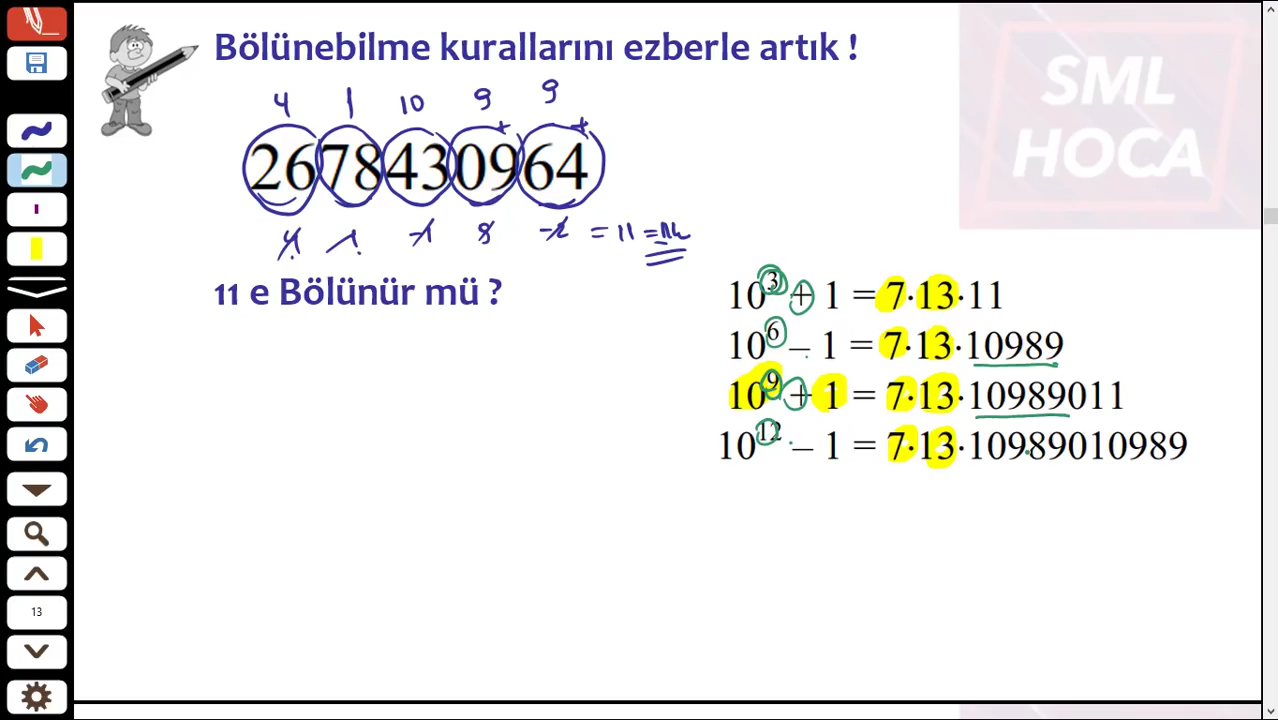 Bölünebilme kurallarını ezberle artık !
SML
HOCA
4 1 10 9 9
2678430964
4 1 -1 = 11 =
11 e Bölünür mü ?
10³ + 1 = 7·13·11
10⁶ − 1 = 7·13·10989
10⁹ + 1 = 7·13·10989011
10¹² − 1 = 7·13·10989010989
13